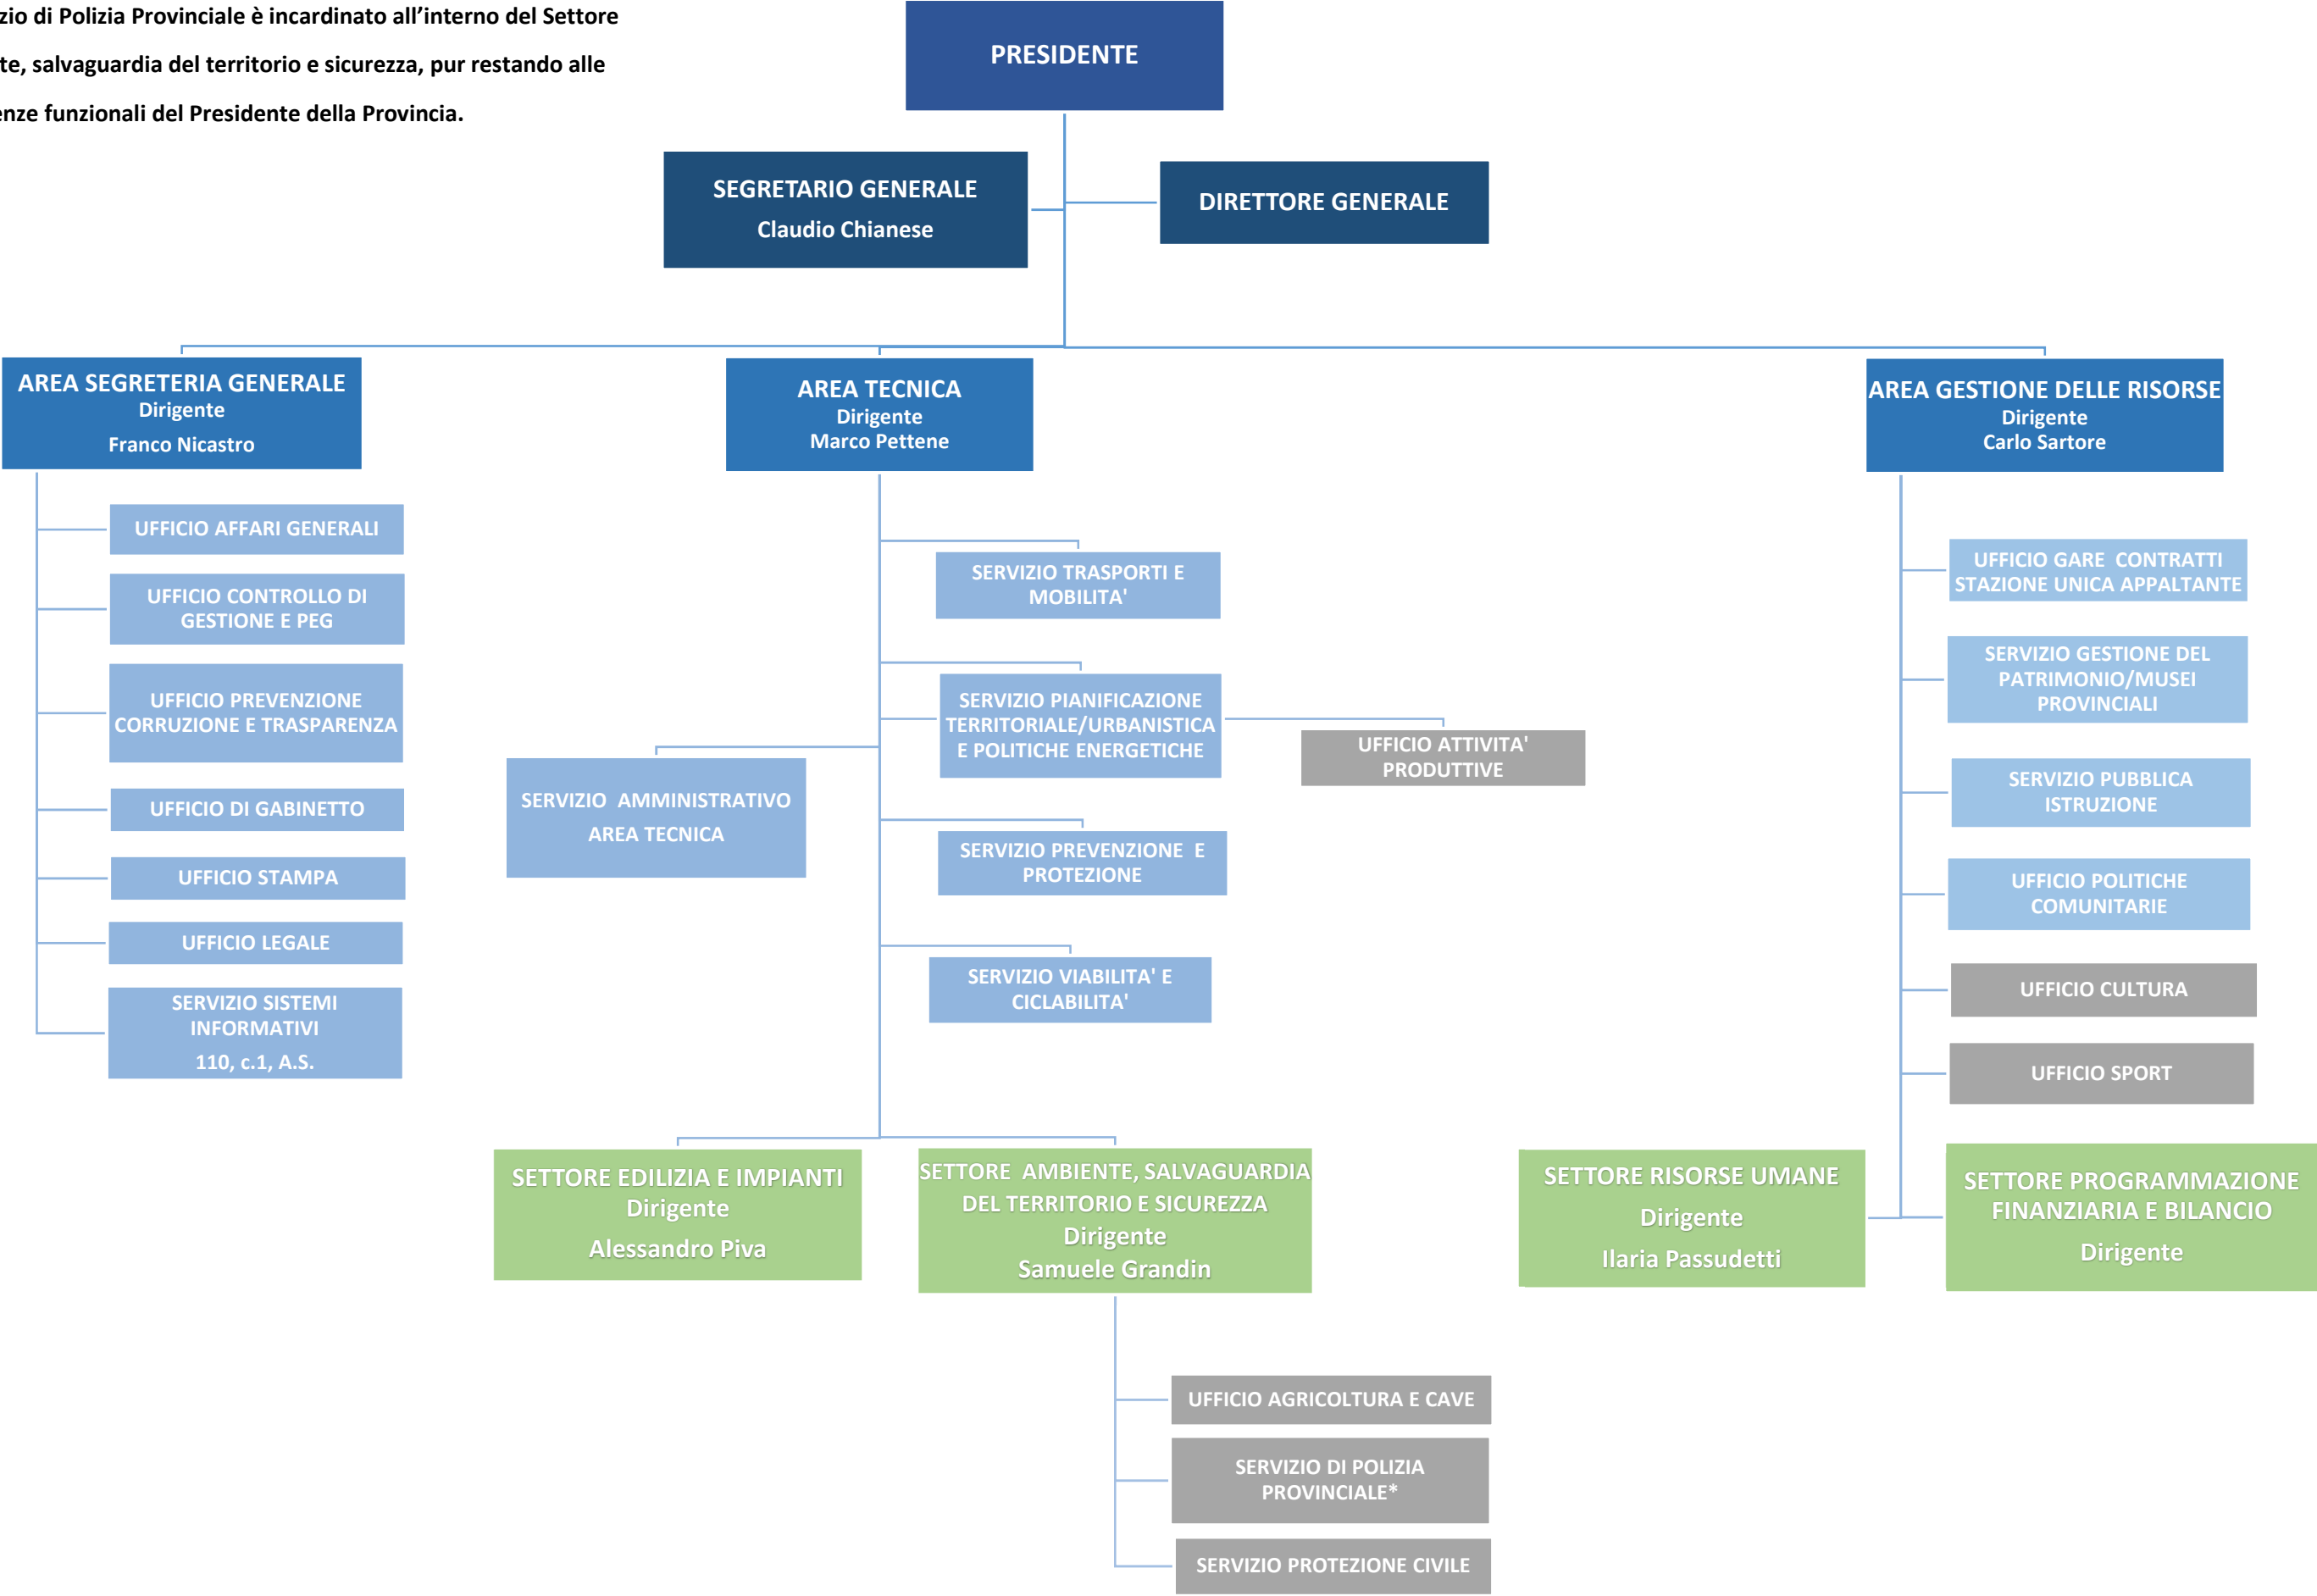 di Polizia Provinciale è incardinato all'interno del Settore
salvaguardia del territorio e sicurezza, pur restando alle
funzionali del Presidente della Provincia.
PRESIDENTE
SEGRETARIO GENERALE
Claudio Chianese
DIRETTORE GENERALE
AREA SEGRETERIA GENERALE
Dirigente
Franco Nicastro
UFFICIO AFFARI GENERALI
UFFICIO CONTROLLO DI
GESTIONE E PEG
UFFICIO PREVENZIONE
CORRUZIONE E TRASPARENZA
UFFICIO DI GABINETTO
UFFICIO STAMPA
UFFICIO LEGALE
SERVIZIO SISTEMI
INFORMATIVI
110, c.1, A.S.
AREA TECNICA
Dirigente
Marco Pettene
SERVIZIO TRASPORTI E
MOBILITA'
SERVIZIO PIANIFICAZIONE
TERRITORIALE/URBANISTICA
E POLITICHE ENERGETICHE
UFFICIO ATTIVITA'
PRODUTTIVE
SERVIZIO AMMINISTRATIVO
AREA TECNICA
SERVIZIO PREVENZIONE E
PROTEZIONE
SERVIZIO VIABILITA' E
CICLABILITA'
SETTORE EDILIZIA E IMPIANTI
Dirigente
Alessandro Piva
SETTORE AMBIENTE, SALVAGUARDIA
DEL TERRITORIO E SICUREZZA
Dirigente
Samuele Grandin
UFFICIO AGRICOLTURA E CAVE
SERVIZIO DI POLIZIA
PROVINCIALE*
SERVIZIO PROTEZIONE CIVILE
AREA GESTIONE DELLE RISORSE
Dirigente
Carlo Sartore
UFFICIO GARE CONTRATTI
STAZIONE UNICA APPALTANTE
SERVIZIO GESTIONE DEL
PATRIMONIO/MUSEI
PROVINCIALI
SERVIZIO PUBBLICA
ISTRUZIONE
UFFICIO POLITICHE
COMUNITARIE
UFFICIO CULTURA
UFFICIO SPORT
SETTORE RISORSE UMANE
Dirigente
Ilaria Passudetti
SETTORE PROGRAMMAZIONE
FINANZIARIA E BILANCIO
Dirigente